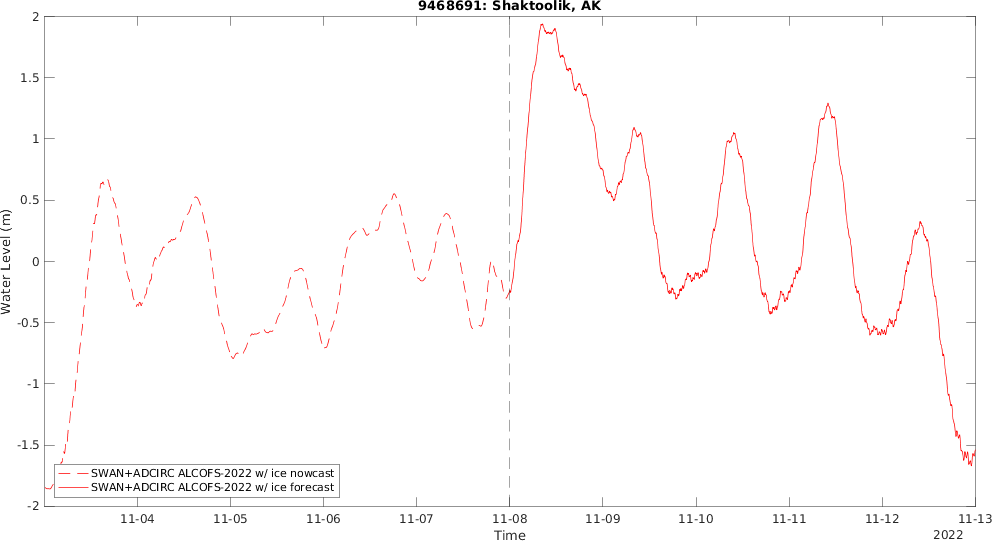 9468691: Shaktoolik, AK
Water Level (m)
2
1.5
1
0.5
0
-0.5
-1
-1.5
-2
SWAN+ADCIRC ALCOFS-2022 w/ ice nowcast
SWAN+ADCIRC ALCOFS-2022 w/ ice forecast
11-04 11-05 11-06 11-07 11-08 11-09 11-10 11-11 11-12 11-13
Time
2022